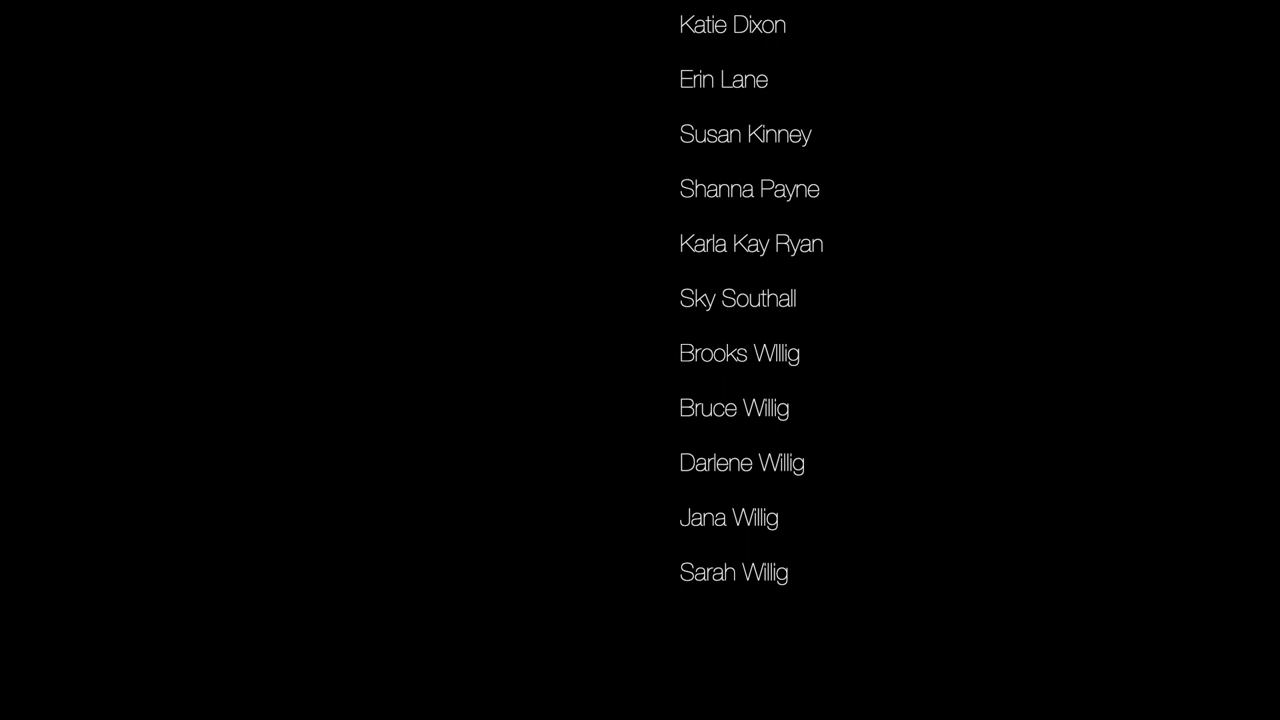 Katie Dixon
Erin Lane
Susan Kinney
Shanna Payne
Karla Kay Ryan
Sky Southall
Brooks WIllig
Bruce Willig
Darlene Willig
Jana Willig
Sarah Willig